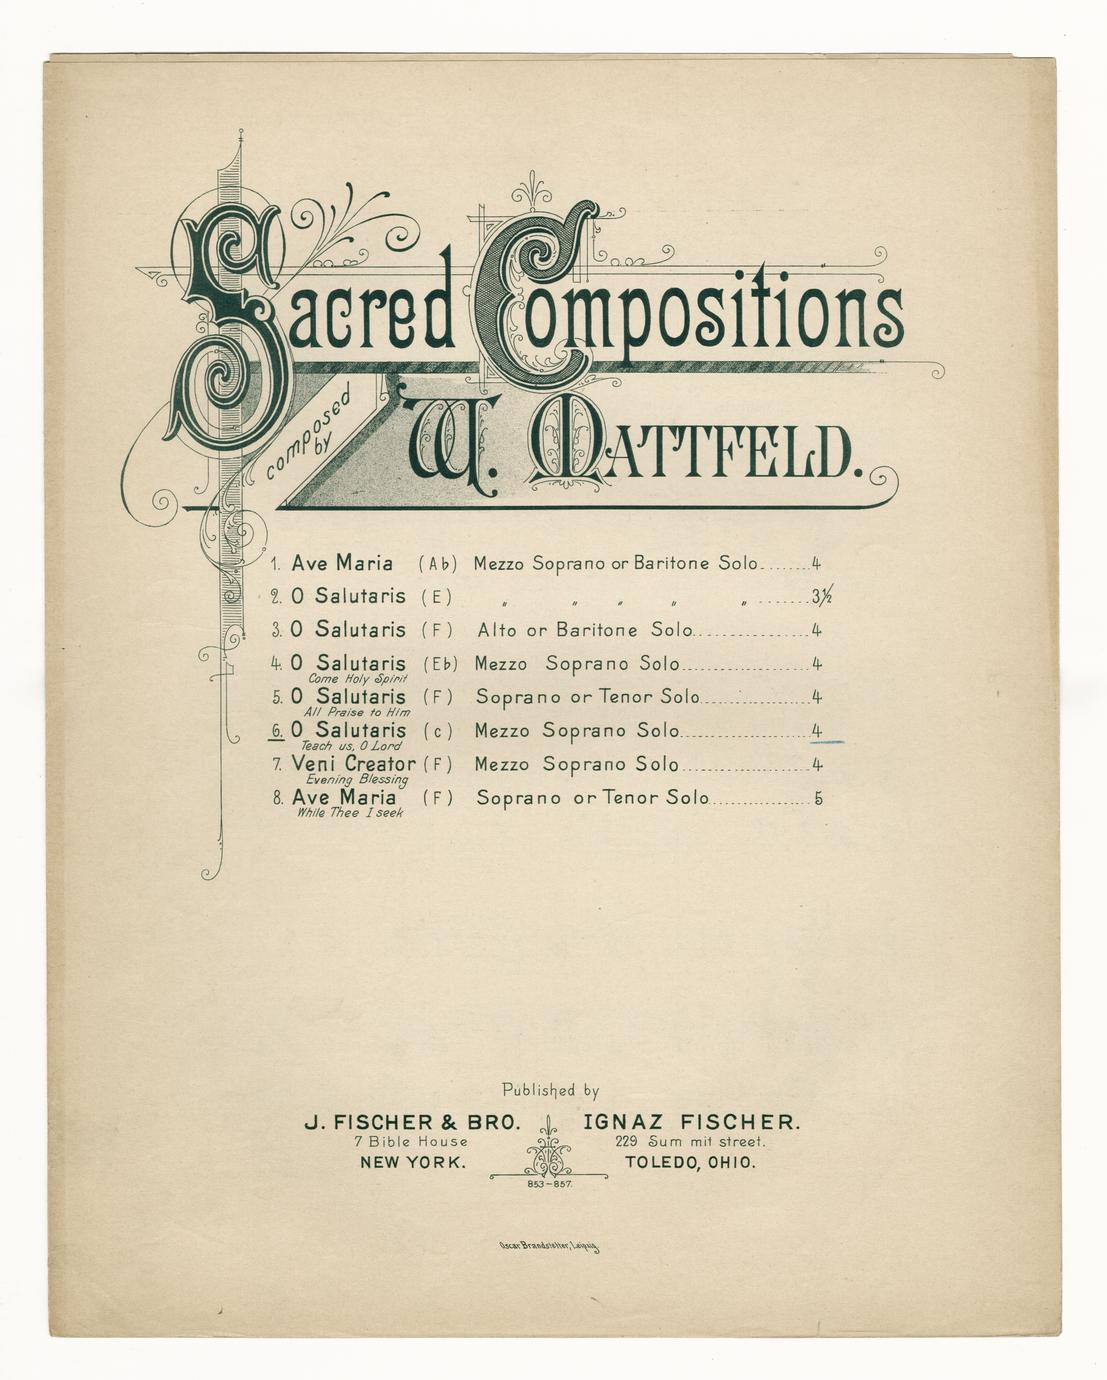 Sacred Compositions
composed
by
W. MATTFELD.
1. Ave Maria (A♭) Mezzo Soprano or Baritone Solo........4
2. O Salutaris (E) " " " " " ........3½
3. O Salutaris (F) Alto or Baritone Solo................4
4. O Salutaris (E♭) Mezzo Soprano Solo................4
Come Holy Spirit
5. O Salutaris (F) Soprano or Tenor Solo................4
All Praise to Him
6. O Salutaris (c) Mezzo Soprano Solo................4
Teach us, O Lord
7. Veni Creator (F) Mezzo Soprano Solo................4
Evening Blessing
8. Ave Maria (F) Soprano or Tenor Solo................5
While Thee I seek
Published by
J. FISCHER & BRO. IGNAZ FISCHER.
7 Bible House 229 Summit street.
NEW YORK. TOLEDO, OHIO.
853-857.
Oscar Brandstetter, Leipzig.